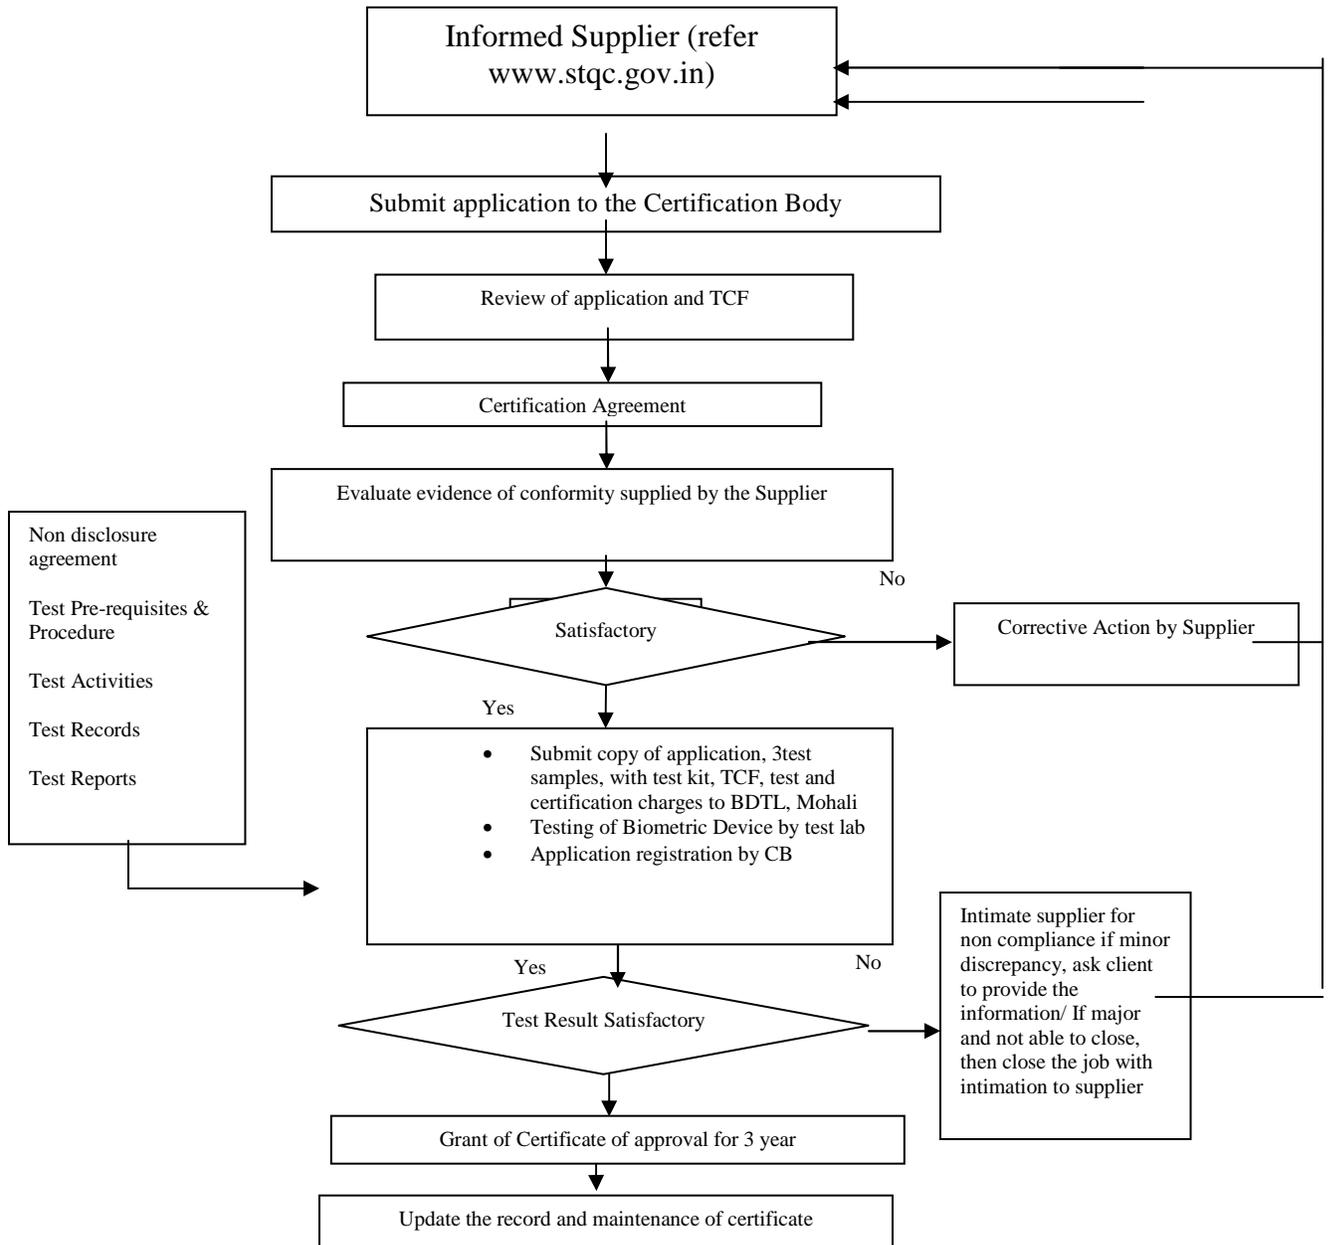 Informed Supplier (refer
www.stqc.gov.in)
Submit application to the Certification Body
Review of application and TCF
Certification Agreement
Evaluate evidence of conformity supplied by the Supplier
Non disclosure
agreement
Test Pre-requisites &
Procedure
Test Activities
Test Records
Test Reports
No
Satisfactory
Corrective Action by Supplier
Yes
• Submit copy of application, 3test
samples, with test kit, TCF, test and
certification charges to BDTL, Mohali
• Testing of Biometric Device by test lab
• Application registration by CB
Intimate supplier for
non compliance if minor
discrepancy, ask client
to provide the
information/ If major
and not able to close,
then close the job with
intimation to supplier
Yes
No
Test Result Satisfactory
Grant of Certificate of approval for 3 year
Update the record and maintenance of certificate